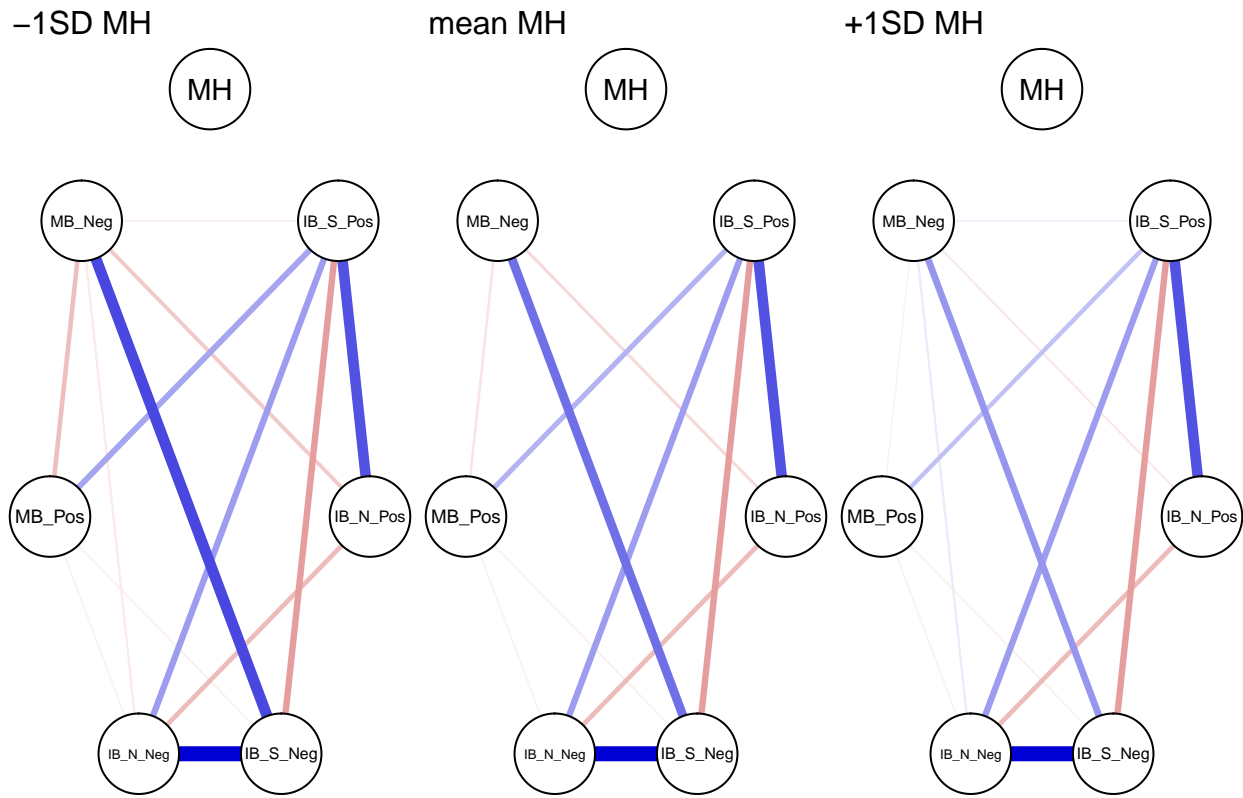 –1SD MH
mean MH
+1SD MH
MH
MH
MH
MB_Neg
IB_S_Pos
MB_Neg
IB_S_Pos
MB_Neg
IB_S_Pos
MB_Pos
IB_N_Pos
MB_Pos
IB_N_Pos
MB_Pos
IB_N_Pos
IB_N_Neg
IB_S_Neg
IB_N_Neg
IB_S_Neg
IB_N_Neg
IB_S_Neg